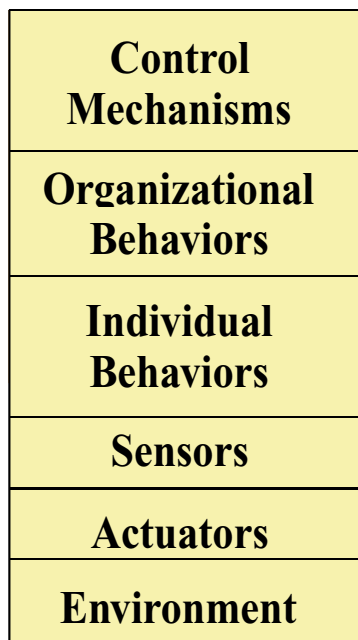 Control
Mechanisms
Organizational
Behaviors
Individual
Behaviors
Sensors
Actuators
Environment